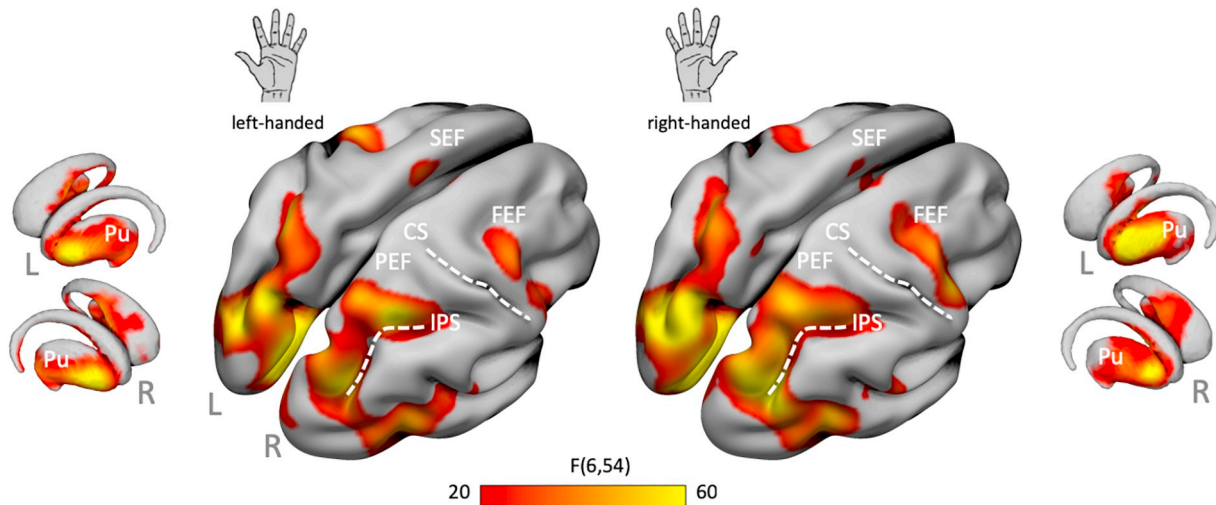 left-handed
right-handed
SEF
FEF
CS
PEF
IPS
SEF
FEF
CS
PEF
IPS
Pu
L
Pu
R
L
R
Pu
L
Pu
R
F(6,54)
20
60